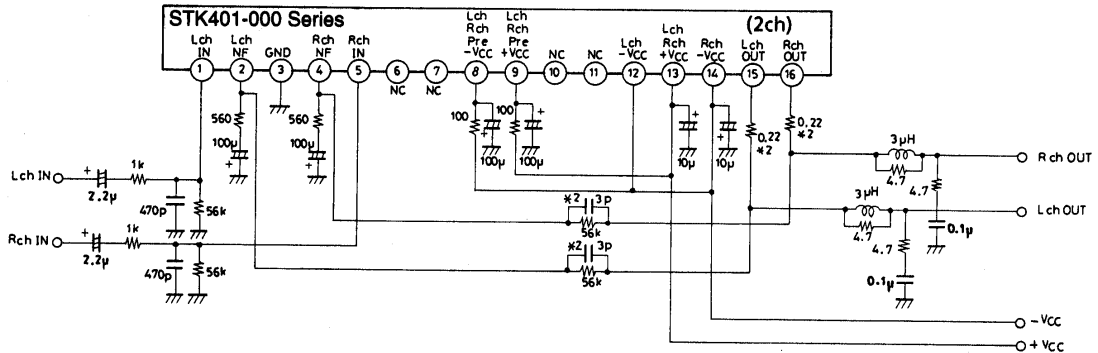 STK401-000 Series
(2ch)
Lch IN
Lch NF
GND
Rch NF
Rch IN
Lch Rch Pre -VCC
Lch Rch Pre +VCC
NC
NC
Lch -VCC
Lch Rch +VCC
Rch -VCC
Lch OUT
Rch OUT
1 2 3 4 5 6 7 8 9 10 11 12 13 14 15 16
NC NC
560
100µ
560
100µ
100
100µ
100
100µ
+
10µ
+
10µ
0.22
*2
0.22
*2
3µH
4.7
4.7
0.1µ
Rch OUT
3µH
4.7
4.7
0.1µ
Lch OUT
Lch IN
+
2.2µ
1k
470p
56k
Rch IN
+
2.2µ
1k
470p
56k
*2
3p
56k
*2
3p
56k
-VCC
+VCC